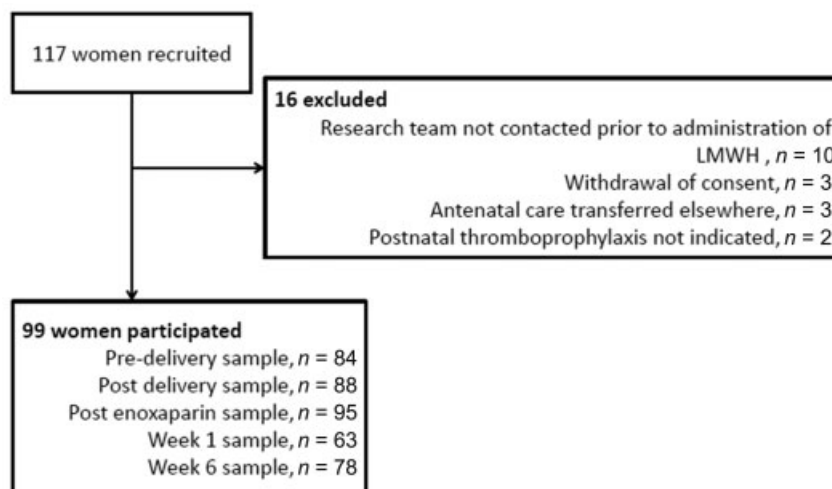 117 women recruited
16 excluded
Research team not contacted prior to administration of
LMWH , n = 10
Withdrawal of consent, n = 3
Antenatal care transferred elsewhere, n = 3
Postnatal thromboprophylaxis not indicated, n = 2
99 women participated
Pre-delivery sample, n = 84
Post delivery sample, n = 88
Post enoxaparin sample, n = 95
Week 1 sample, n = 63
Week 6 sample, n = 78